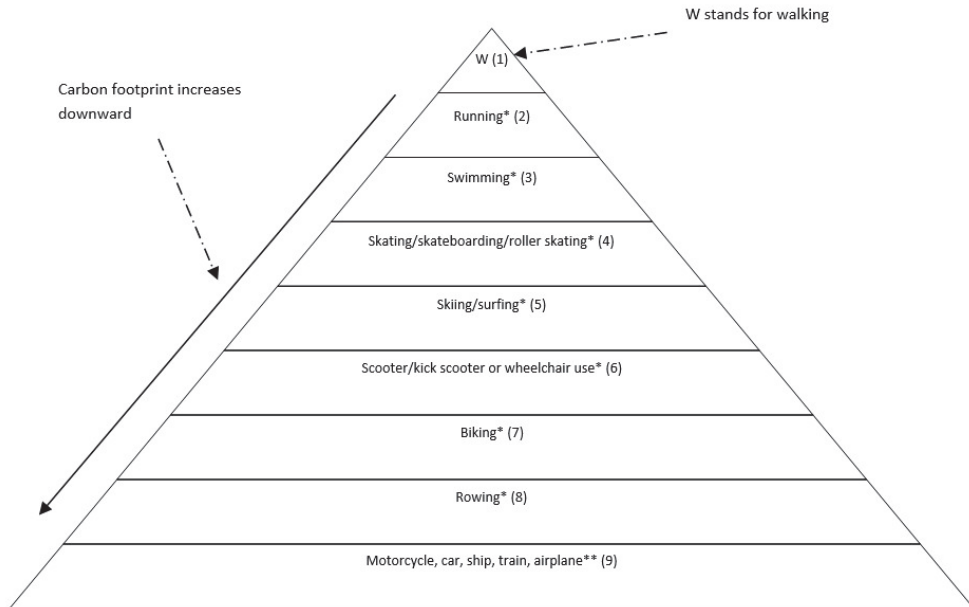 W stands for walking
W (1)
Carbon footprint increases
downward
Running* (2)
Swimming* (3)
Skating/skateboarding/roller skating* (4)
Skiing/surfing* (5)
Scooter/kick scooter or wheelchair use* (6)
Biking* (7)
Rowing* (8)
Motorcycle, car, ship, train, airplane** (9)